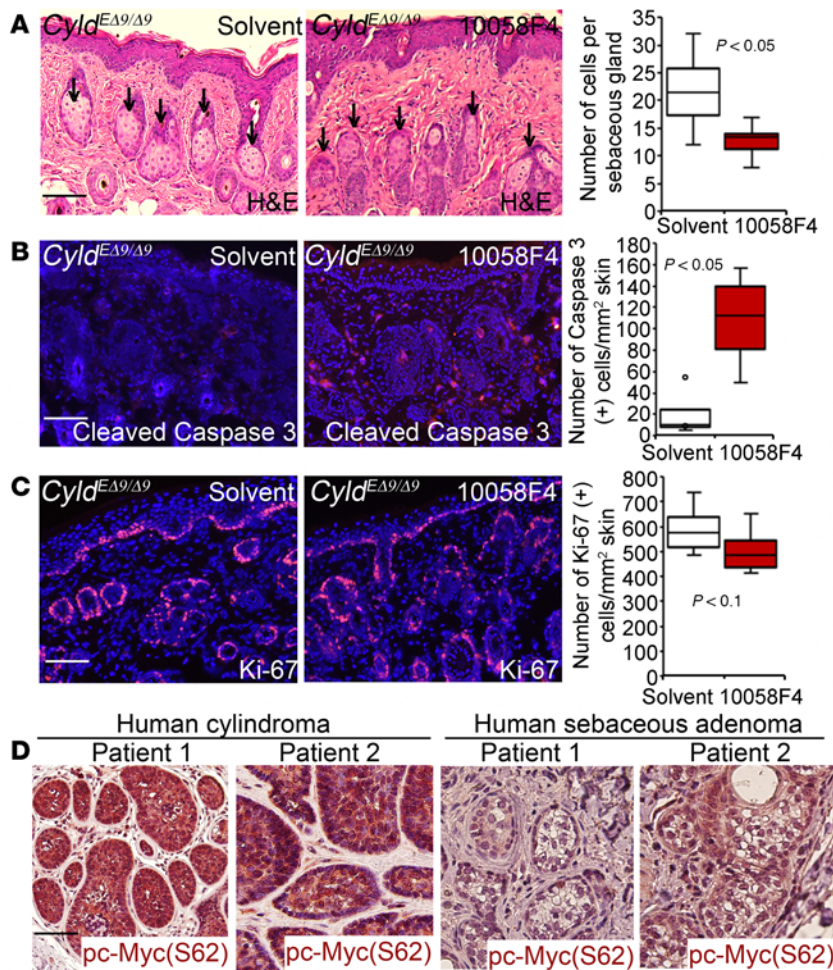 A
Cyld^EΔ9/Δ9 Solvent
10058F4
H&E
H&E
Number of cells per
sebaceous gland
35
30
25
20
15
10
5
0
P < 0.05
Solvent 10058F4
B
Cyld^EΔ9/Δ9 Solvent
Cyld^EΔ9/Δ9 10058F4
Cleaved Caspase 3
Cleaved Caspase 3
Number of Caspase 3
(+) cells/mm² skin
180
160
140
120
100
80
60
40
20
0
P < 0.05
Solvent 10058F4
C
Cyld^EΔ9/Δ9 Solvent
Cyld^EΔ9/Δ9 10058F4
Ki-67
Ki-67
Number of Ki-67 (+)
cells/mm² skin
800
700
600
500
400
300
200
100
0
P < 0.1
Solvent 10058F4
D
Human cylindroma
Human sebaceous adenoma
Patient 1
Patient 2
Patient 1
Patient 2
pc-Myc(S62)
pc-Myc(S62)
pc-Myc(S62)
pc-Myc(S62)